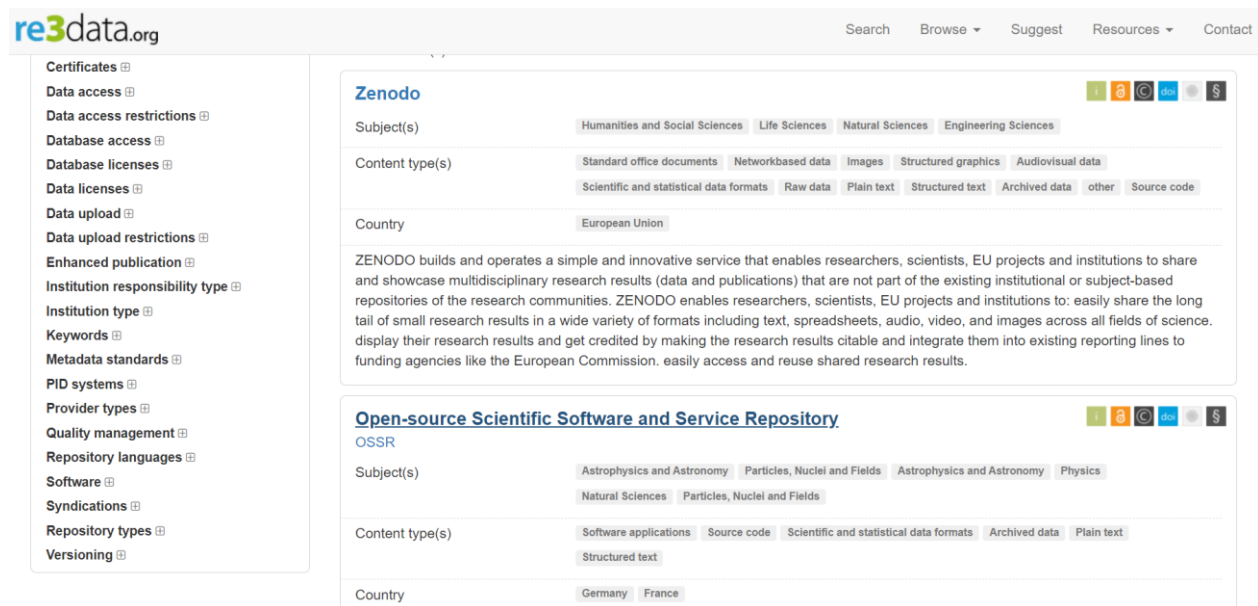 re3data.org
Search Browse Suggest Resources Contact
Certificates
Data access
Data access restrictions
Database access
Database licenses
Data licenses
Data upload
Data upload restrictions
Enhanced publication
Institution responsibility type
Institution type
Keywords
Metadata standards
PID systems
Provider types
Quality management
Repository languages
Software
Syndications
Repository types
Versioning
Zenodo
i © doi §
Subject(s) Humanities and Social Sciences Life Sciences Natural Sciences Engineering Sciences
Content type(s) Standard office documents Networkbased data Images Structured graphics Audiovisual data
Scientific and statistical data formats Raw data Plain text Structured text Archived data other Source code
Country European Union
ZENODO builds and operates a simple and innovative service that enables researchers, scientists, EU projects and institutions to share
and showcase multidisciplinary research results (data and publications) that are not part of the existing institutional or subject-based
repositories of the research communities. ZENODO enables researchers, scientists, EU projects and institutions to: easily share the long
tail of small research results in a wide variety of formats including text, spreadsheets, audio, video, and images across all fields of science.
display their research results and get credited by making the research results citable and integrate them into existing reporting lines to
funding agencies like the European Commission. easily access and reuse shared research results.
Open-source Scientific Software and Service Repository
i © doi §
OSSR
Subject(s) Astrophysics and Astronomy Particles, Nuclei and Fields Astrophysics and Astronomy Physics
Natural Sciences Particles, Nuclei and Fields
Content type(s) Software applications Source code Scientific and statistical data formats Archived data Plain text
Structured text
Country Germany France